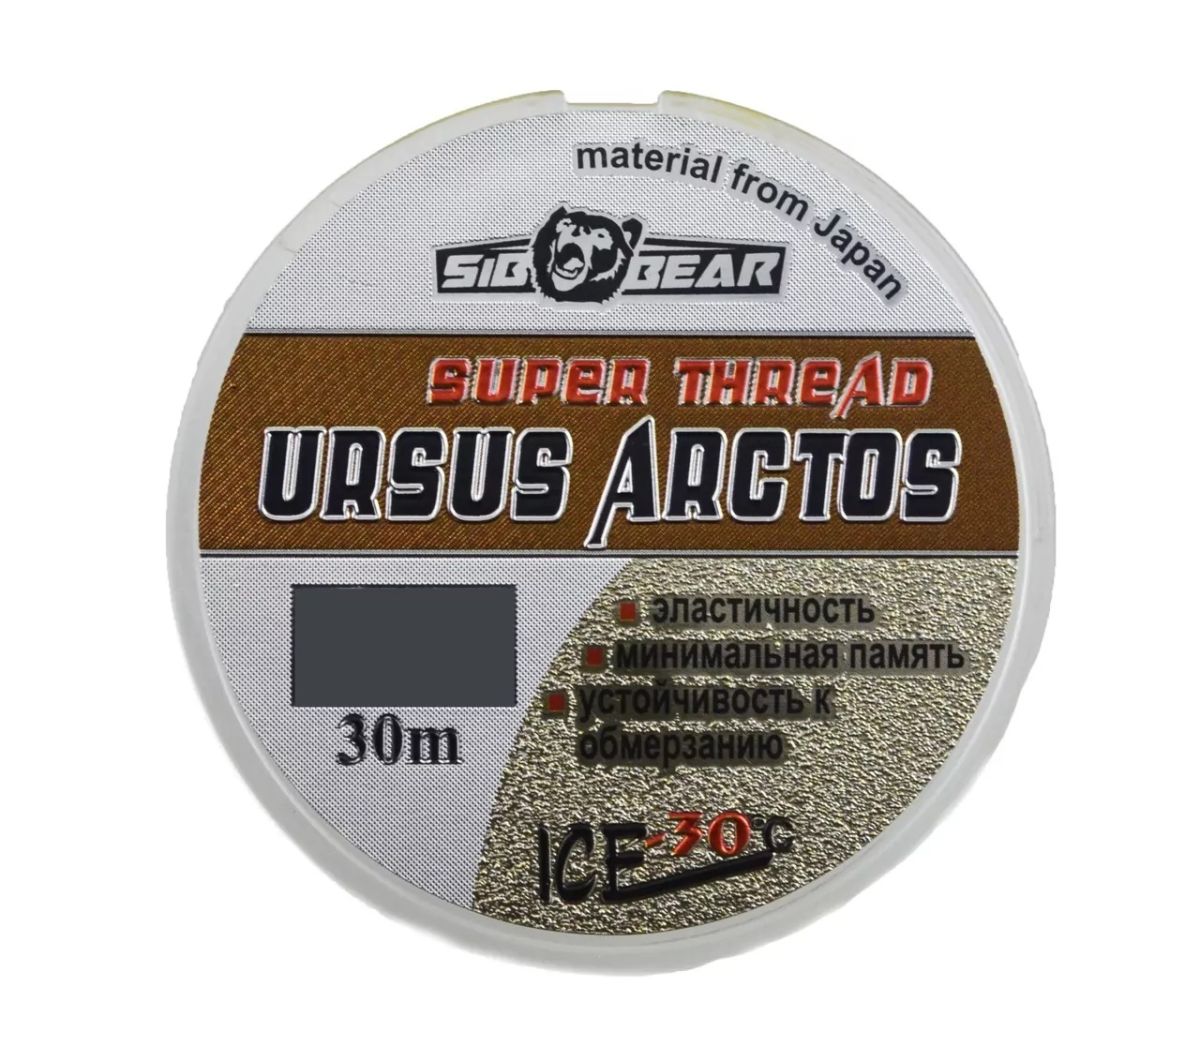 material from Japan
SIB BEAR
SUPER THREAD
URSUS ARCTOS
эластичность
минимальная память
устойчивость к
обмерзанию
30m
ICE -30°C